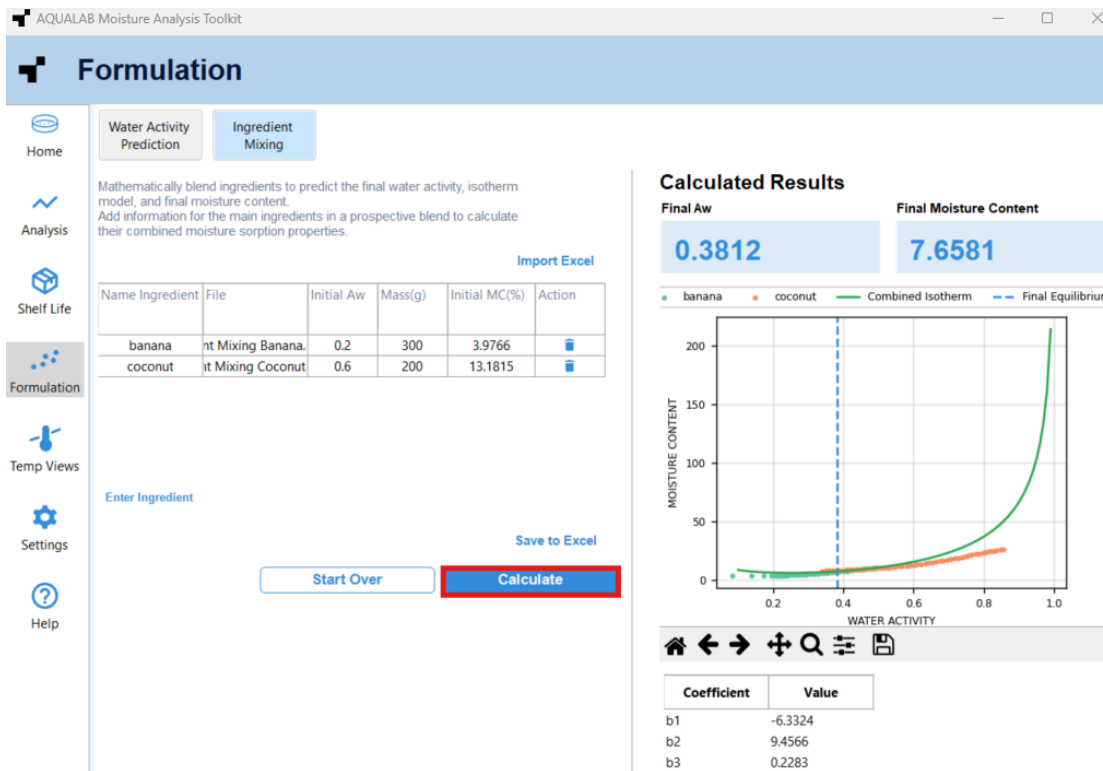 AQUALAB Moisture Analysis Toolkit
Formulation
Home
Analysis
Shelf Life
Formulation
Temp Views
Settings
Help
Water Activity
Prediction
Ingredient
Mixing
Mathematically blend ingredients to predict the final water activity, isotherm
model, and final moisture content.
Add information for the main ingredients in a prospective blend to calculate
their combined moisture sorption properties.
Import Excel
Name Ingredient File Initial Aw Mass(g) Initial MC(%) Action
banana nt Mixing Banana. 0.2 300 3.9766
coconut nt Mixing Coconut 0.6 200 13.1815
Enter Ingredient
Save to Excel
Start Over Calculate
Calculated Results
Final Aw Final Moisture Content
0.3812 7.6581
banana coconut Combined Isotherm Final Equilibriur
MOISTURE CONTENT
200
150
100
50
0
0.2 0.4 0.6 0.8 1.0
WATER ACTIVITY
Coefficient Value
b1 -6.3324
b2 9.4566
b3 0.2283